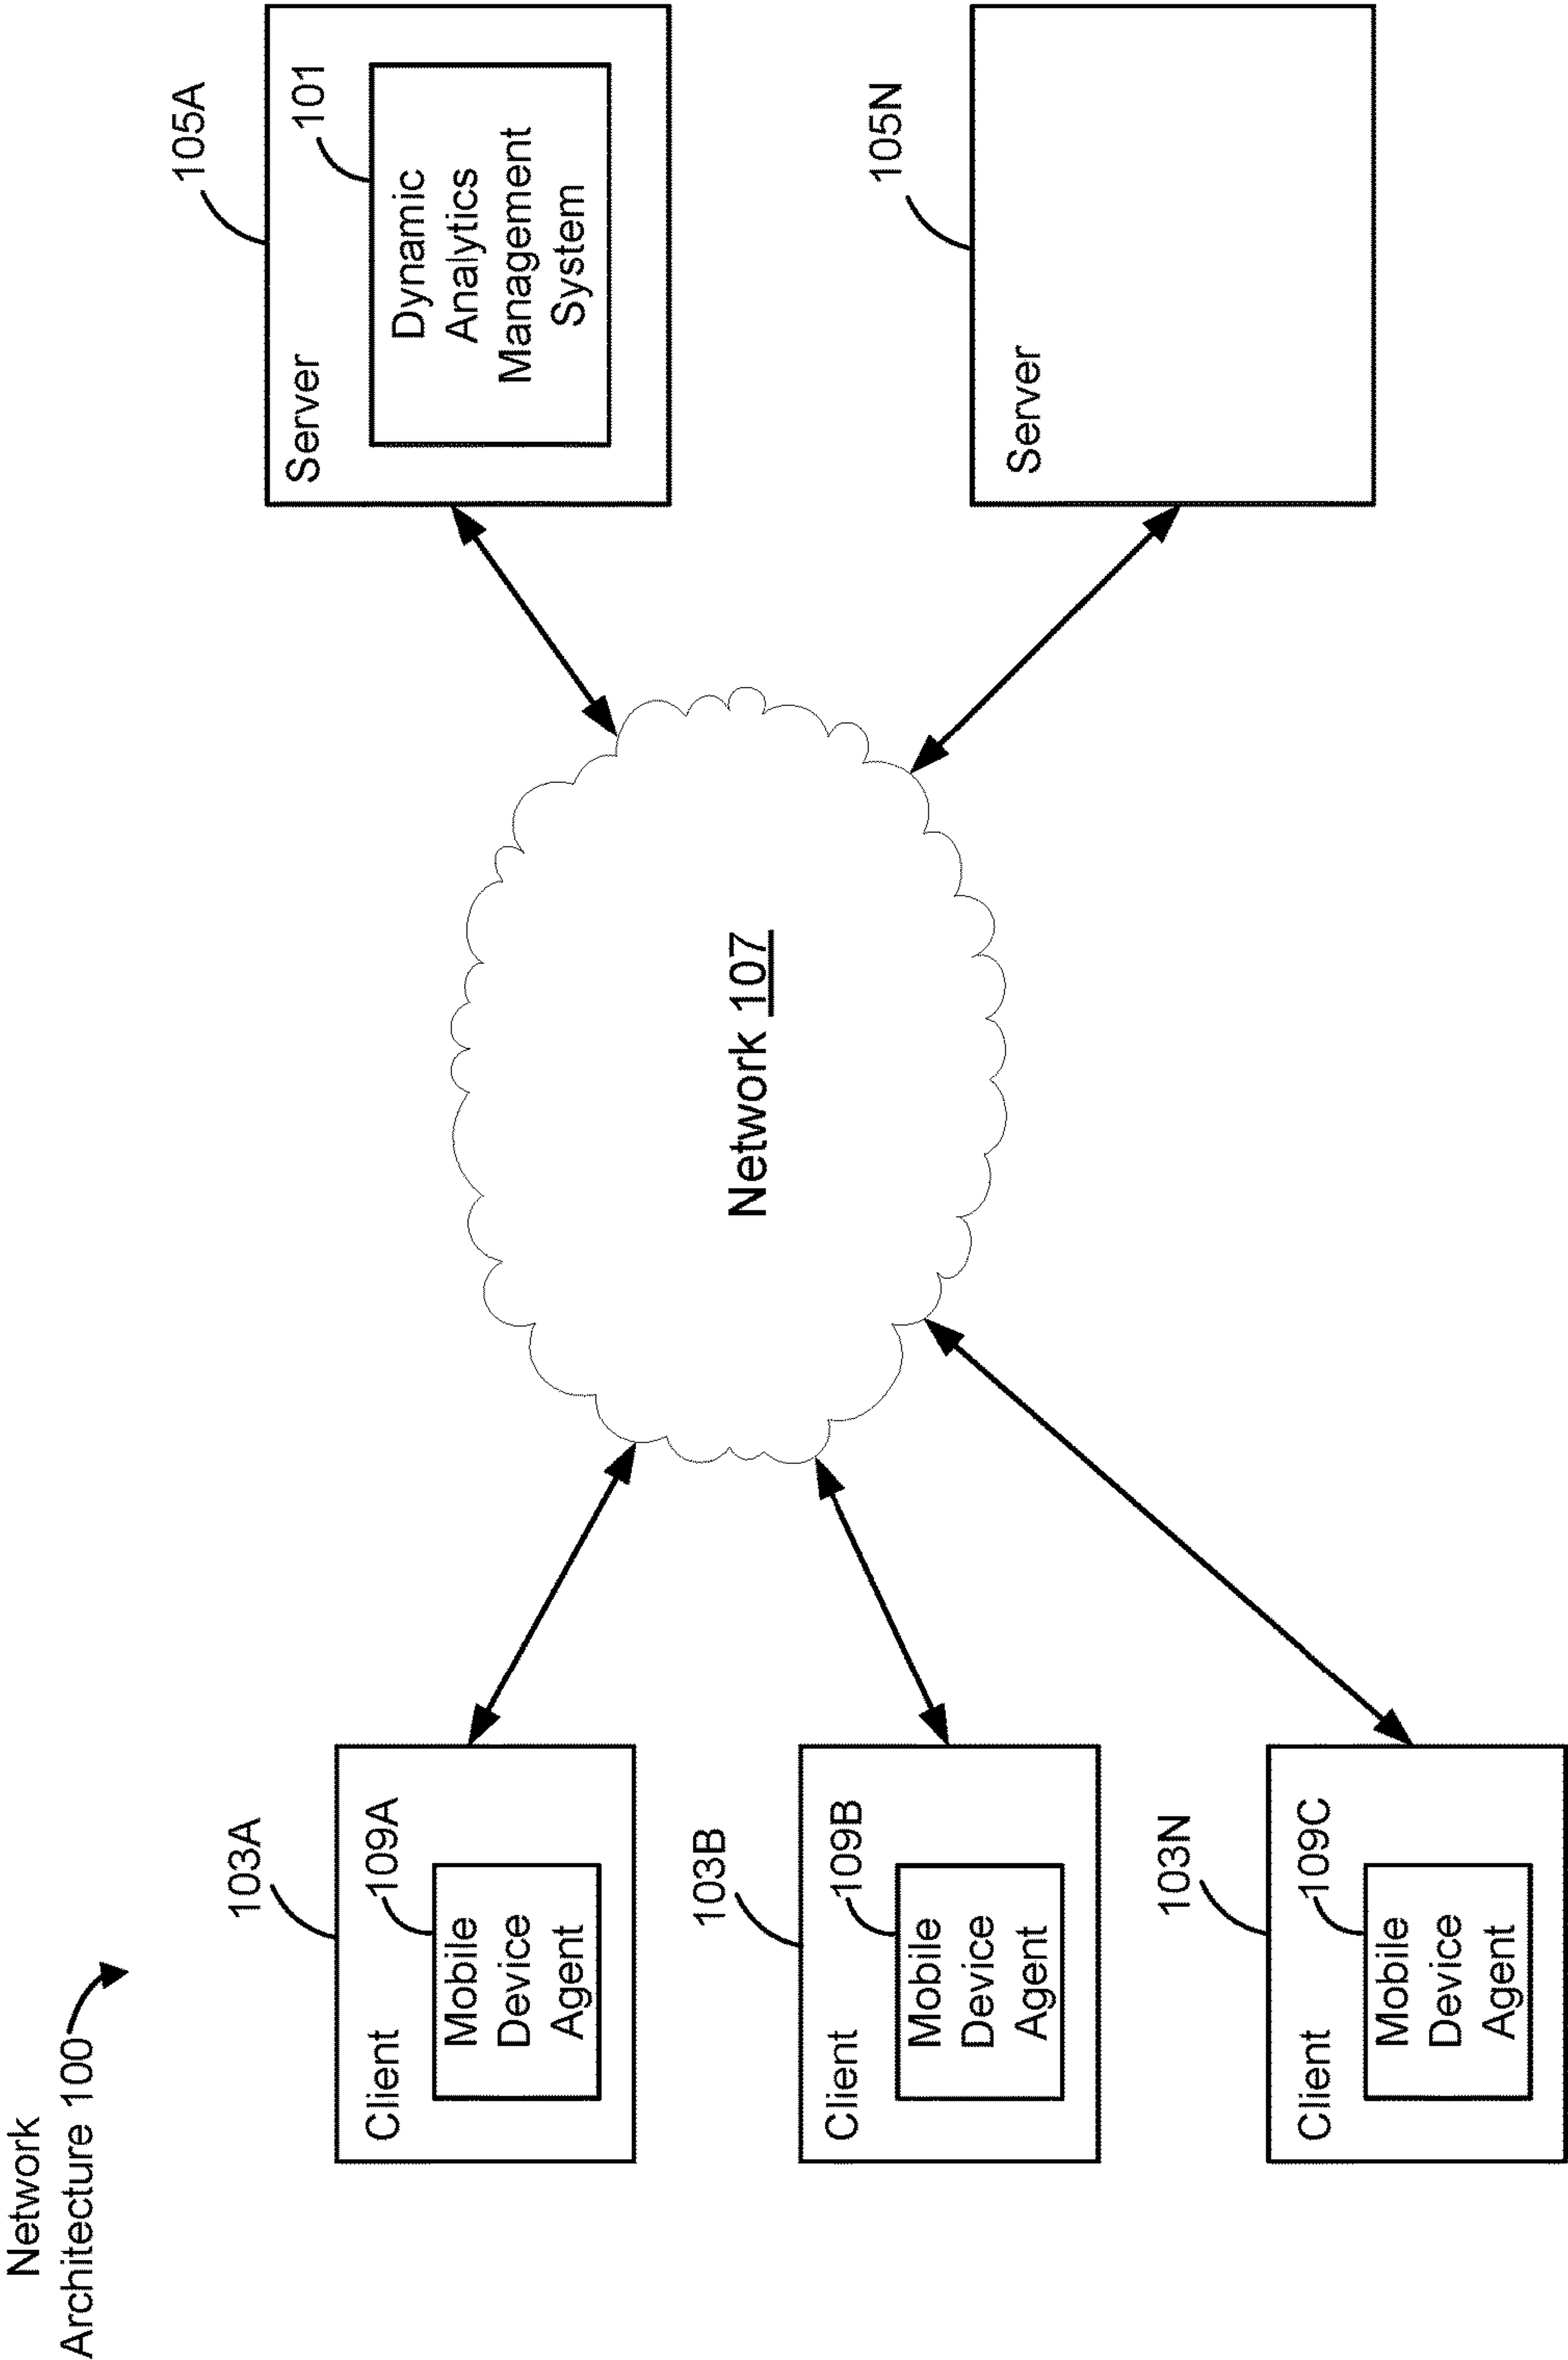 Network
Architecture 100
103A
Client
109A
Mobile
Device
Agent
103B
Client
109B
Mobile
Device
Agent
103N
Client
109C
Mobile
Device
Agent
Network 107
105A
Server
101
Dynamic
Analytics
Management
System
105N
Server